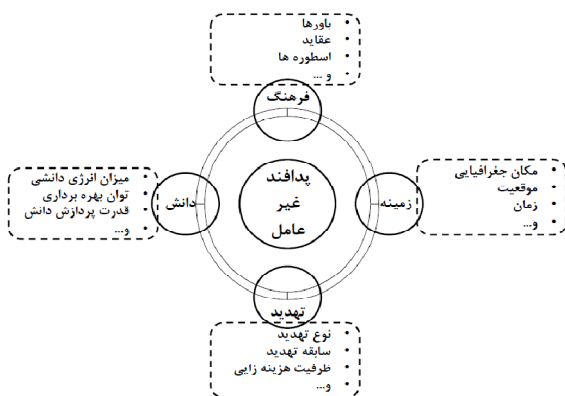 باورها
عقاید
اسطوره ها
و ...
فرهنگ
مکان جغرافیایی
موقعیت
زمان
و...
زمینه
پدافند
غیر
عامل
دانش
میزان انرژی دانشی
توان بهره برداری
قدرت پردازش دانش
و...
تهدید
نوع تهدید
سابقه تهدید
ظرفیت هزینه زایی
و...